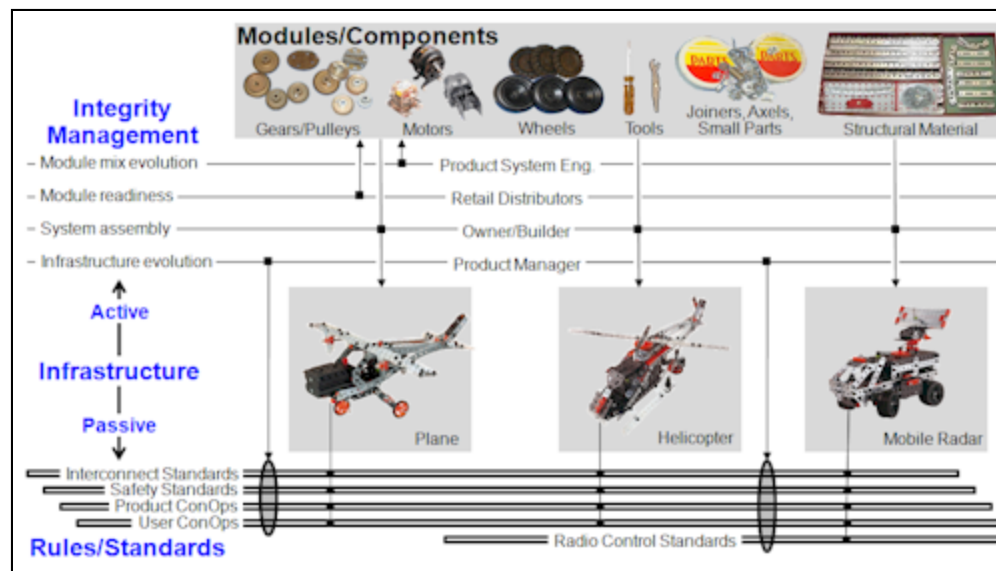 Modules/Components
Gears/Pulleys
Motors
Wheels
Tools
Joiners, Axels,
Small Parts
Structural Material
DARTS
DARTS
Integrity
Management
Module mix evolution
Product System Eng.
Module readiness
Retail Distributors
System assembly
Owner/Builder
Infrastructure evolution
Product Manager
Active
Infrastructure
Passive
Plane
Helicopter
Mobile Radar
Interconnect Standards
Safety Standards
Product ConOps
User ConOps
Rules/Standards
Radio Control Standards